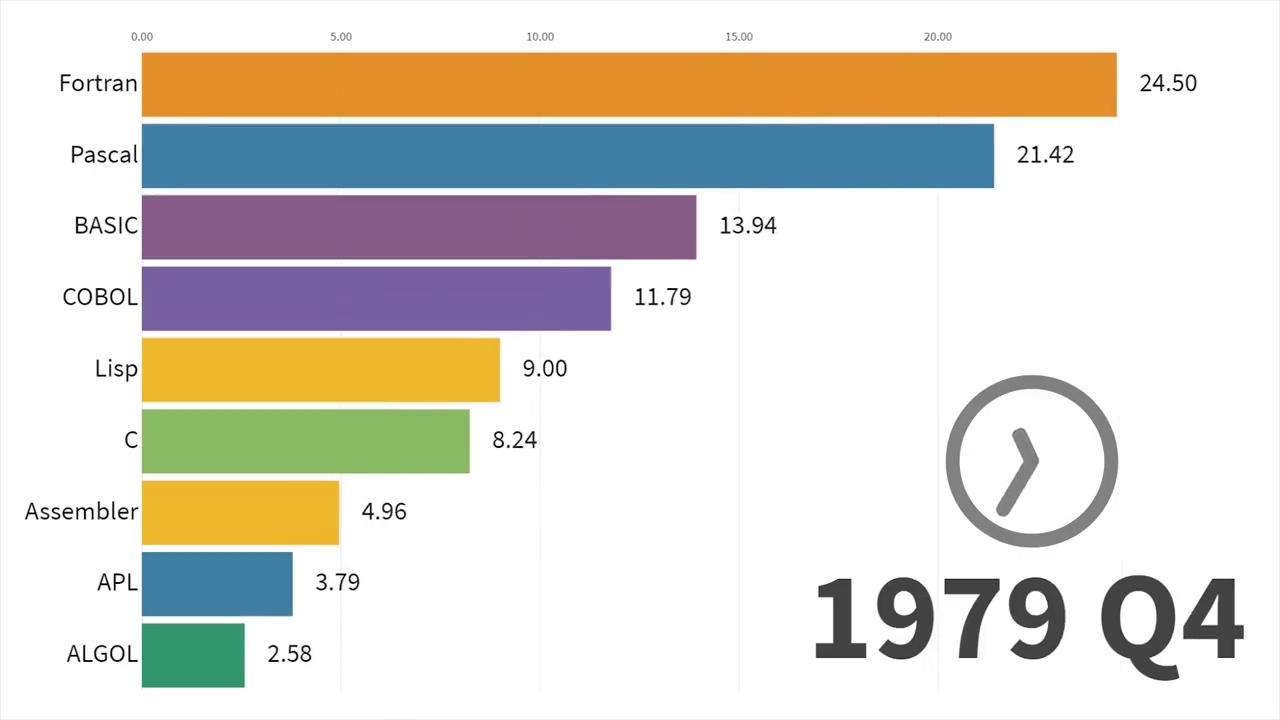 0.00 5.00 10.00 15.00 20.00
Fortran 24.50
Pascal 21.42
BASIC 13.94
COBOL 11.79
Lisp 9.00
C 8.24
Assembler 4.96
APL 3.79
ALGOL 2.58
1979 Q4